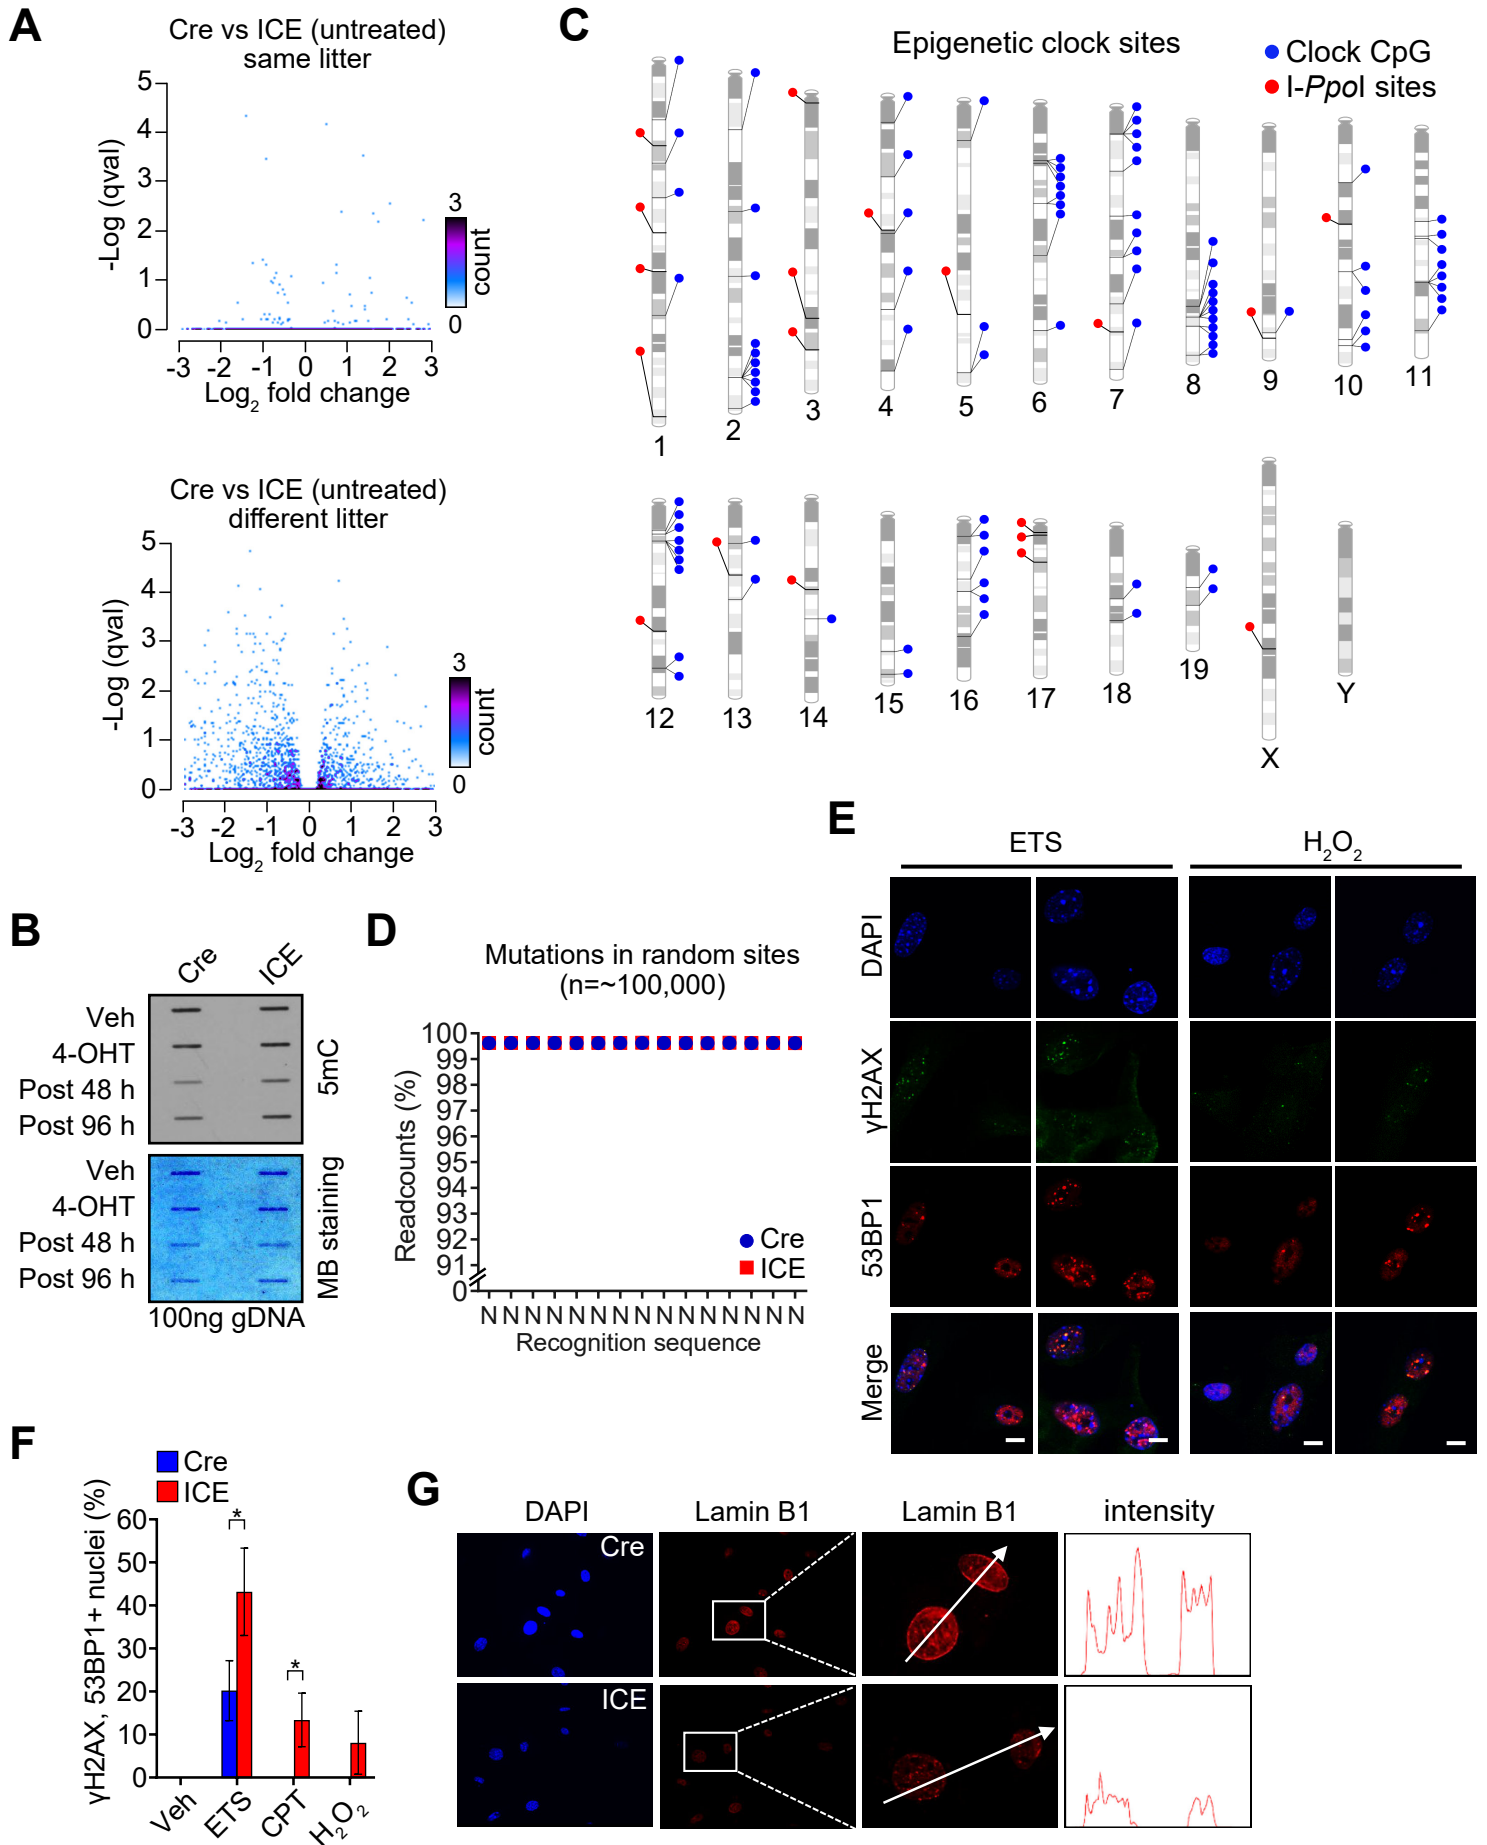 A
Cre vs ICE (untreated)
same litter
-Log (qval)
5
4
3
2
1
0
-3 -2 -1 0 1 2 3
Log2 fold change
3
0
count
Cre vs ICE (untreated)
different litter
-Log (qval)
5
4
3
2
1
0
-3 -2 -1 0 1 2 3
Log2 fold change
3
0
count
B
Cre ICE
Veh
4-OHT
Post 48 h
Post 96 h
5mC
Veh
4-OHT
Post 48 h
Post 96 h
MB staining
100ng gDNA
C
Epigenetic clock sites
Clock CpG
I-PpoI sites
1 2 3 4 5 6 7 8 9 10 11
12 13 14 15 16 17 18 19 X Y
D
Mutations in random sites
(n=~100,000)
Readcounts (%)
100
99
98
97
96
95
94
93
92
91
0
Cre
ICE
N N N N N N N N N N N N N N N
Recognition sequence
E
ETS H2O2
DAPI
γH2AX
53BP1
Merge
F
Cre
ICE
γH2AX, 53BP1+ nuclei (%)
60
50
40
30
20
10
0
* *
Veh ETS CPT H2O2
G
DAPI Lamin B1 Lamin B1 intensity
Cre
ICE